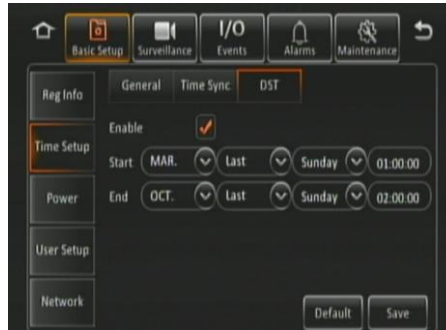 Basic Setup
Surveillance
I/O
Events
Alarms
Maintenance
Reg Info
General
Time Sync
DST
Enable
Time Setup
Start
MAR.
Last
Sunday
01:00:00
Power
End
OCT.
Last
Sunday
02:00:00
User Setup
Network
Default
Save